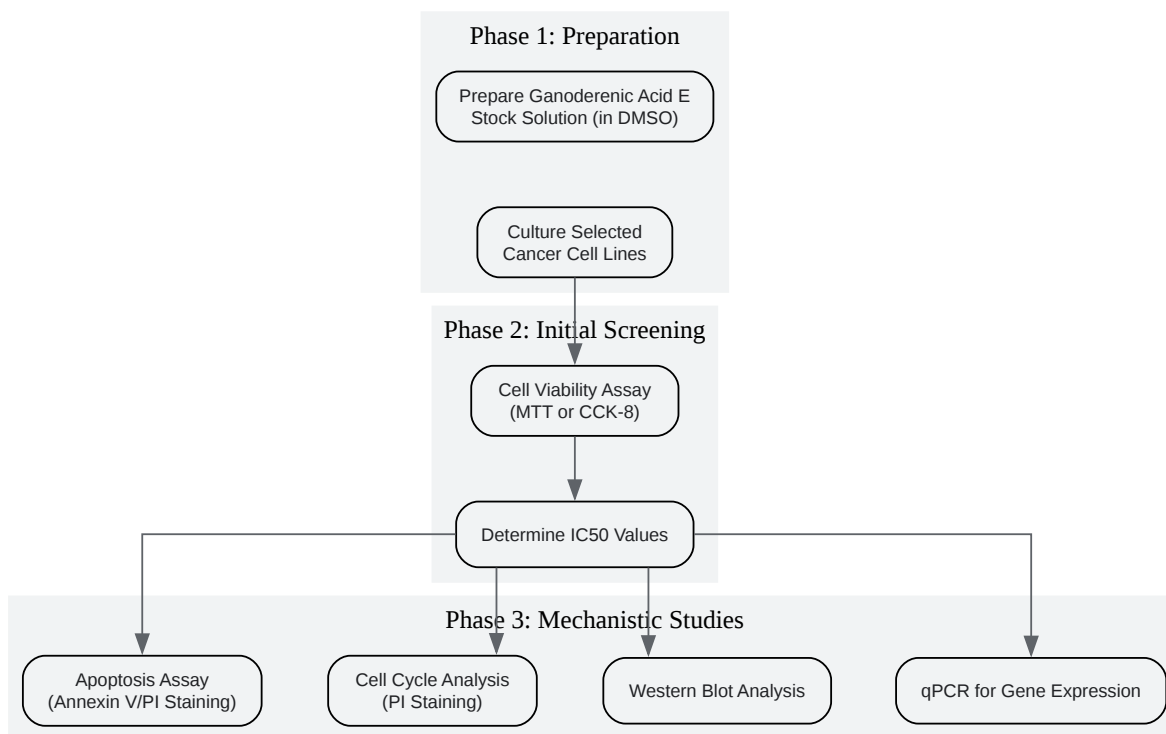 Phase 1: Preparation
Prepare Ganoderenic Acid E
Stock Solution (in DMSO)
Culture Selected
Cancer Cell Lines
Phase 2: Initial Screening
Cell Viability Assay
(MTT or CCK-8)
Determine IC50 Values
Phase 3: Mechanistic Studies
Apoptosis Assay
(Annexin V/PI Staining)
Cell Cycle Analysis
(PI Staining)
Western Blot Analysis
qPCR for Gene Expression